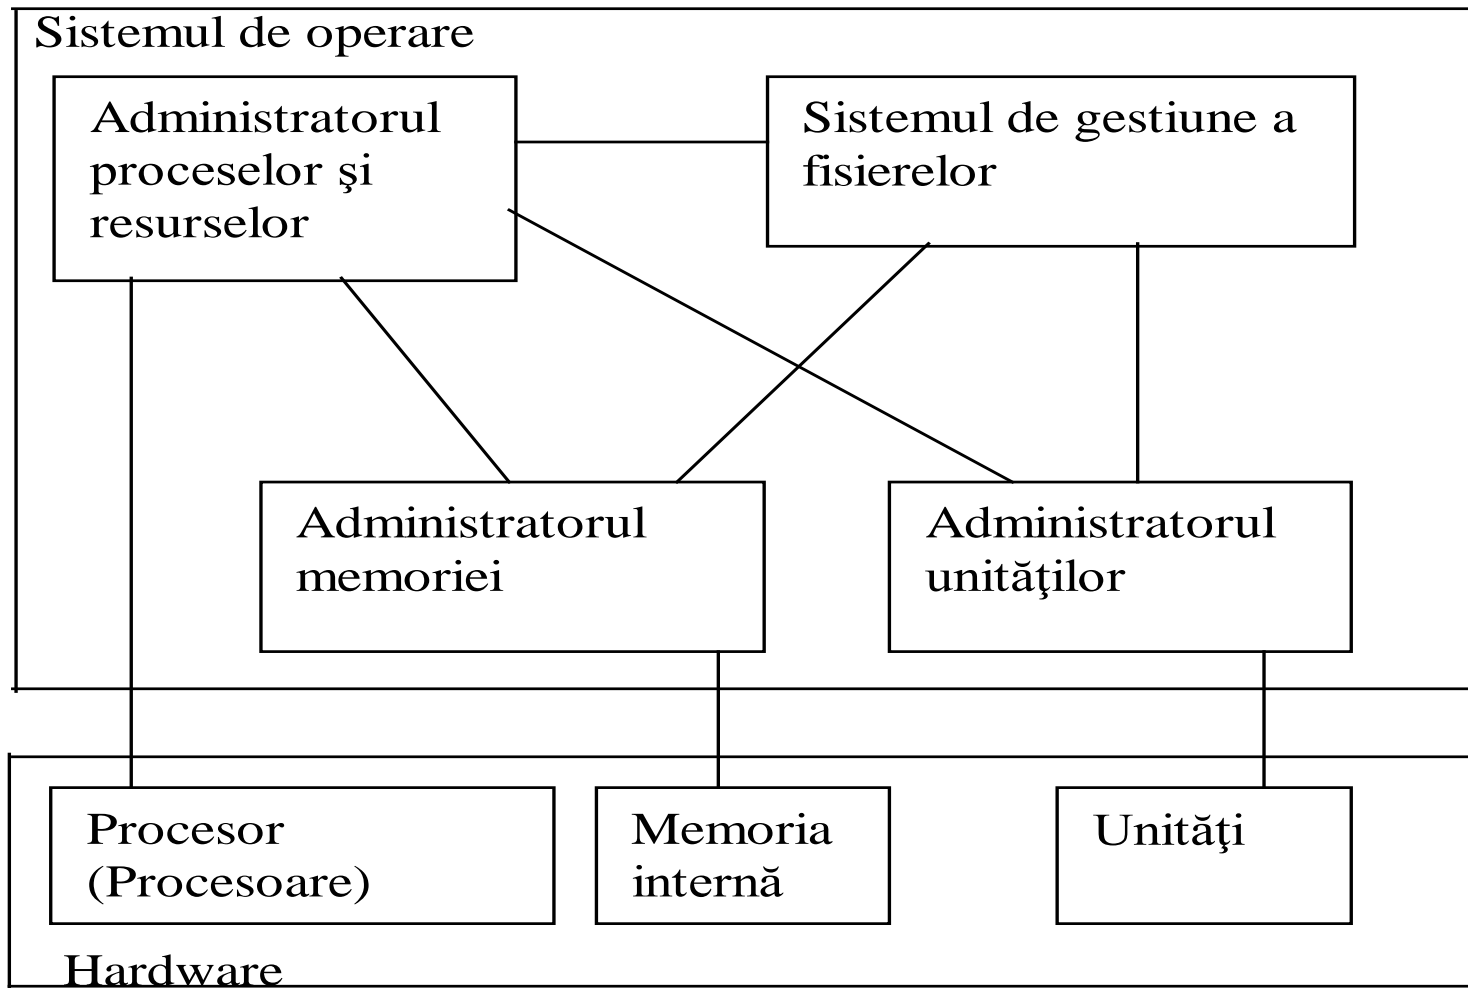 Sistemul de operare
Administratorul
proceselor şi
resurselor
Sistemul de gestiune a
fisierelor
Administratorul
memoriei
Administratorul
unităţilor
Procesor
(Procesoare)
Memoria
internă
Unităţi
Hardware